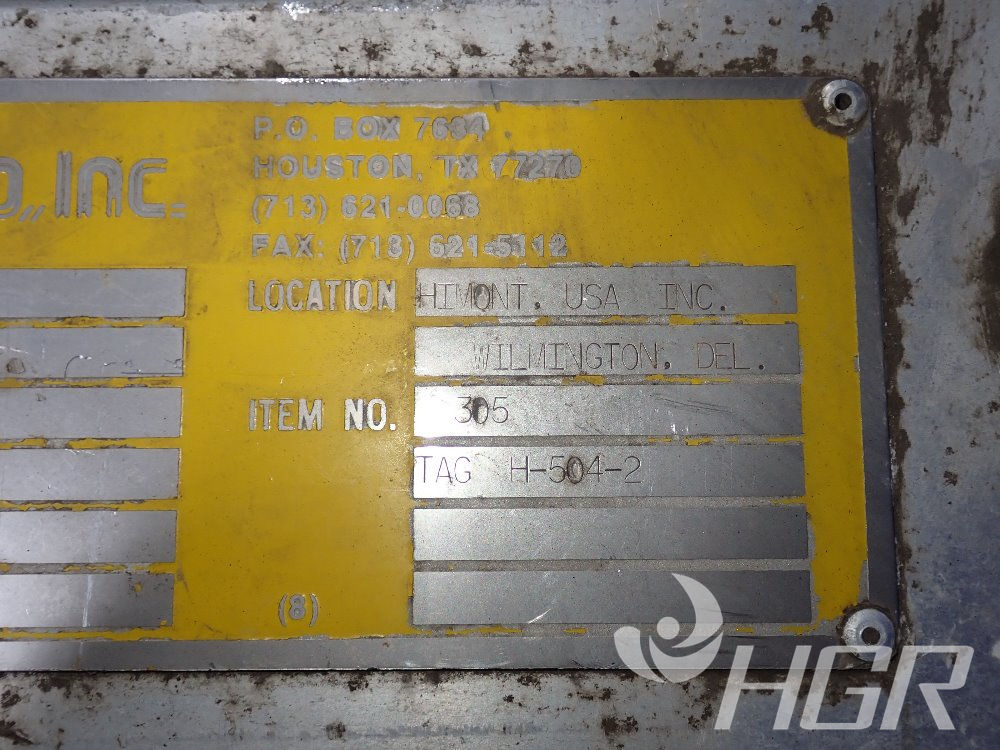 P.O. BOX 7634
HOUSTON, TX 77270
INC.
(713) 621-0068
FAX: (713) 621-5112
LOCATION HIMONT. USA INC.
WILMINGTON. DEL.
ITEM NO. 305
TAG H-504-2
(8)
HGR